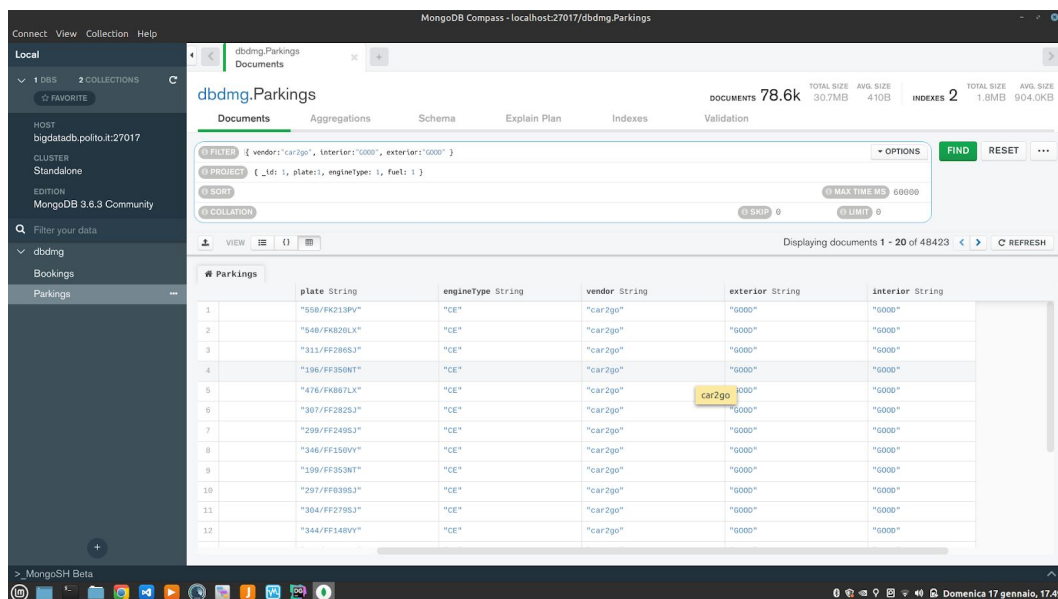 MongoDB Compass - localhost:27017/dbdmg.Parkings
Connect View Collection Help
Local
dbdmg.Parkings
Documents
1 DBS 2 COLLECTIONS
FAVORITE
HOST
bigdatadb.polito.it:27017
CLUSTER
Standalone
EDITION
MongoDB 3.6.3 Community
Filter your data
dbdmg
Bookings
Parkings
dbdmg.Parkings
DOCUMENTS 78.6k TOTAL SIZE 30.7MB AVG. SIZE 410B INDEXES 2 TOTAL SIZE 1.8MB AVG. SIZE 904.0KB
Documents Aggregations Schema Explain Plan Indexes Validation
FILTER { vendor:"car2go", interior:"GOOD", exterior:"GOOD" } OPTIONS FIND RESET ...
PROJECT { _id: 1, plate:1, engineType: 1, fuel: 1 }
SORT MAX TIME MS 60000
COLLATION SKIP 0 LIMIT 0
VIEW {} Displaying documents 1 - 20 of 48423 < > REFRESH
Parkings
plate String engineType String vendor String exterior String interior String
1 "550/FK213PV" "CE" "car2go" "GOOD" "GOOD"
2 "540/FK820LX" "CE" "car2go" "GOOD" "GOOD"
3 "311/FF286SJ" "CE" "car2go" "GOOD" "GOOD"
4 "196/FF350NT" "CE" "car2go" "GOOD" "GOOD"
5 "476/FK867LX" "CE" "car2go" "GOOD"
car2go
6 "307/FF282SJ" "CE" "car2go" "GOOD" "GOOD"
7 "299/FF249SJ" "CE" "car2go" "GOOD" "GOOD"
8 "346/FF150VY" "CE" "car2go" "GOOD" "GOOD"
9 "199/FF353NT" "CE" "car2go" "GOOD" "GOOD"
10 "297/FF039SJ" "CE" "car2go" "GOOD" "GOOD"
11 "304/FF279SJ" "CE" "car2go" "GOOD" "GOOD"
12 "344/FF148VY" "CE" "car2go" "GOOD" "GOOD"
>_MongoSH Beta
Domenica 17 gennaio, 17.4